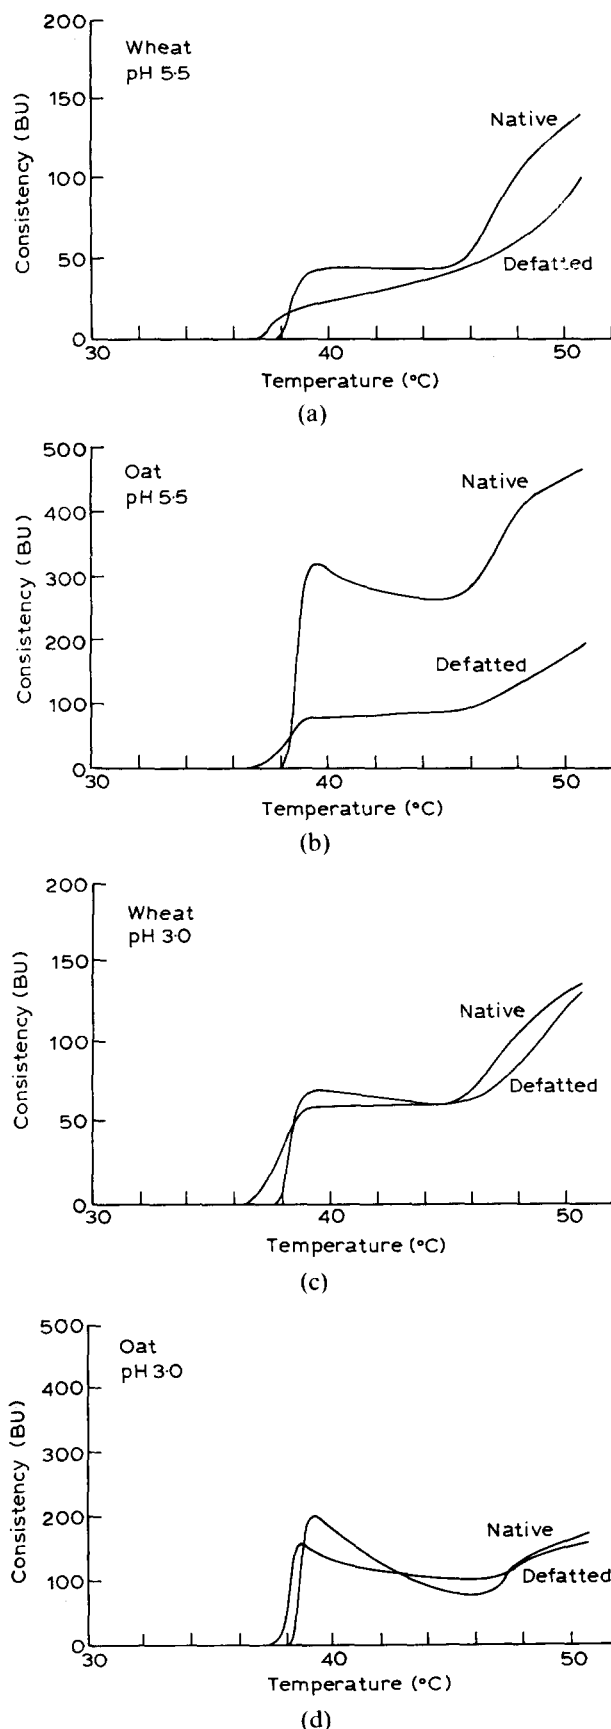 Wheat
pH 5·5
Consistency (BU)
200
150
100
50
0
Native
Defatted
30
40
50
Temperature (°C)
(a)
Oat
pH 5·5
Consistency (BU)
500
400
300
200
100
0
Native
Defatted
30
40
50
Temperature (°C)
(b)
Wheat
pH 3·0
Consistency (BU)
200
150
100
50
0
Native
Defatted
30
40
50
Temperature (°C)
(c)
Oat
pH 3·0
Consistency (BU)
500
400
300
200
100
0
Native
Defatted
30
40
50
Temperature (°C)
(d)